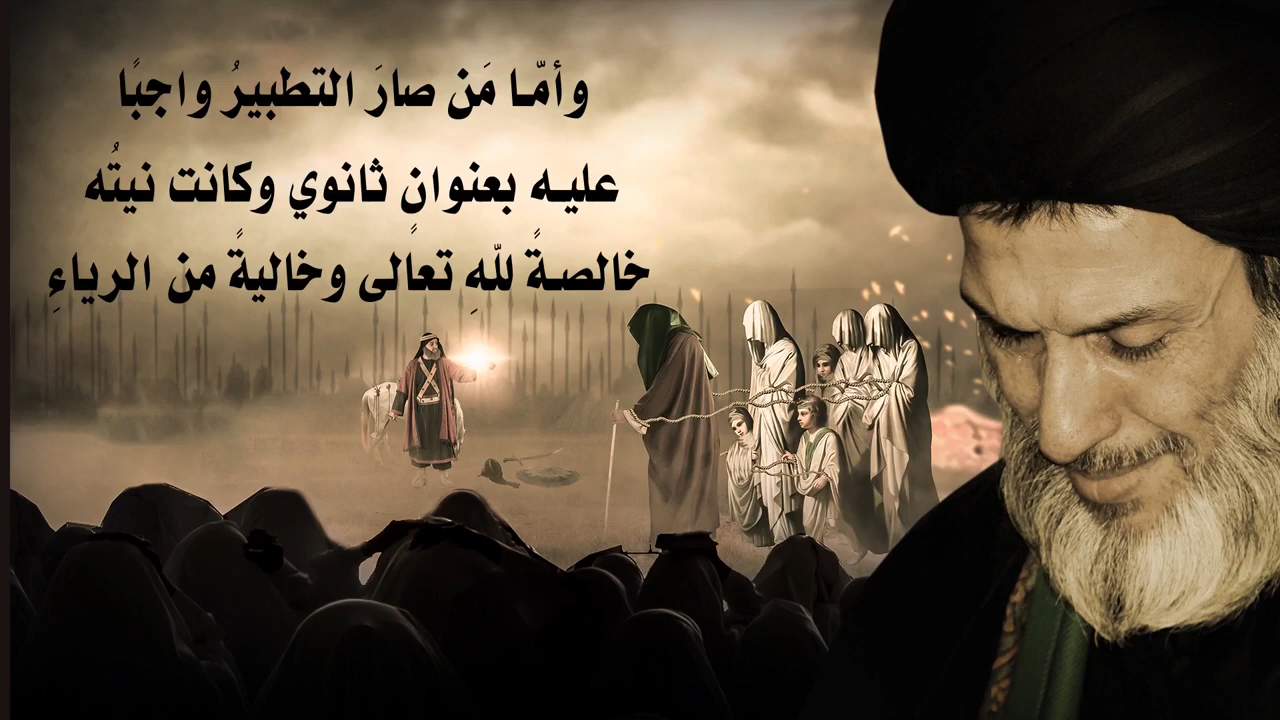 وأمّا مَن صارَ التطبيرُ واجبًا
عليه بعنوانٍ ثانوي وكانت نيتُه
خالصةً للّهِ تعالى وخاليةً من الرياءِ